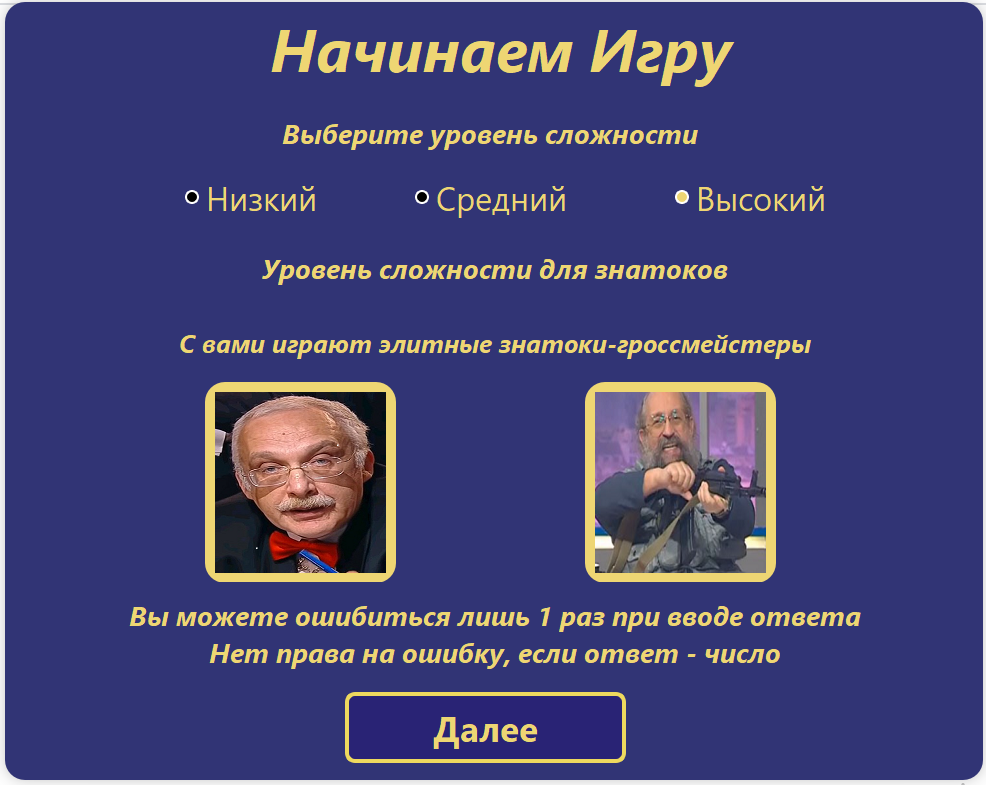 Начинаем Игру
Выберите уровень сложности
Низкий Средний Высокий
Уровень сложности для знатоков
С вами играют элитные знатоки-гроссмейстеры
Вы можете ошибиться лишь 1 раз при вводе ответа
Нет права на ошибку, если ответ - число
Далее